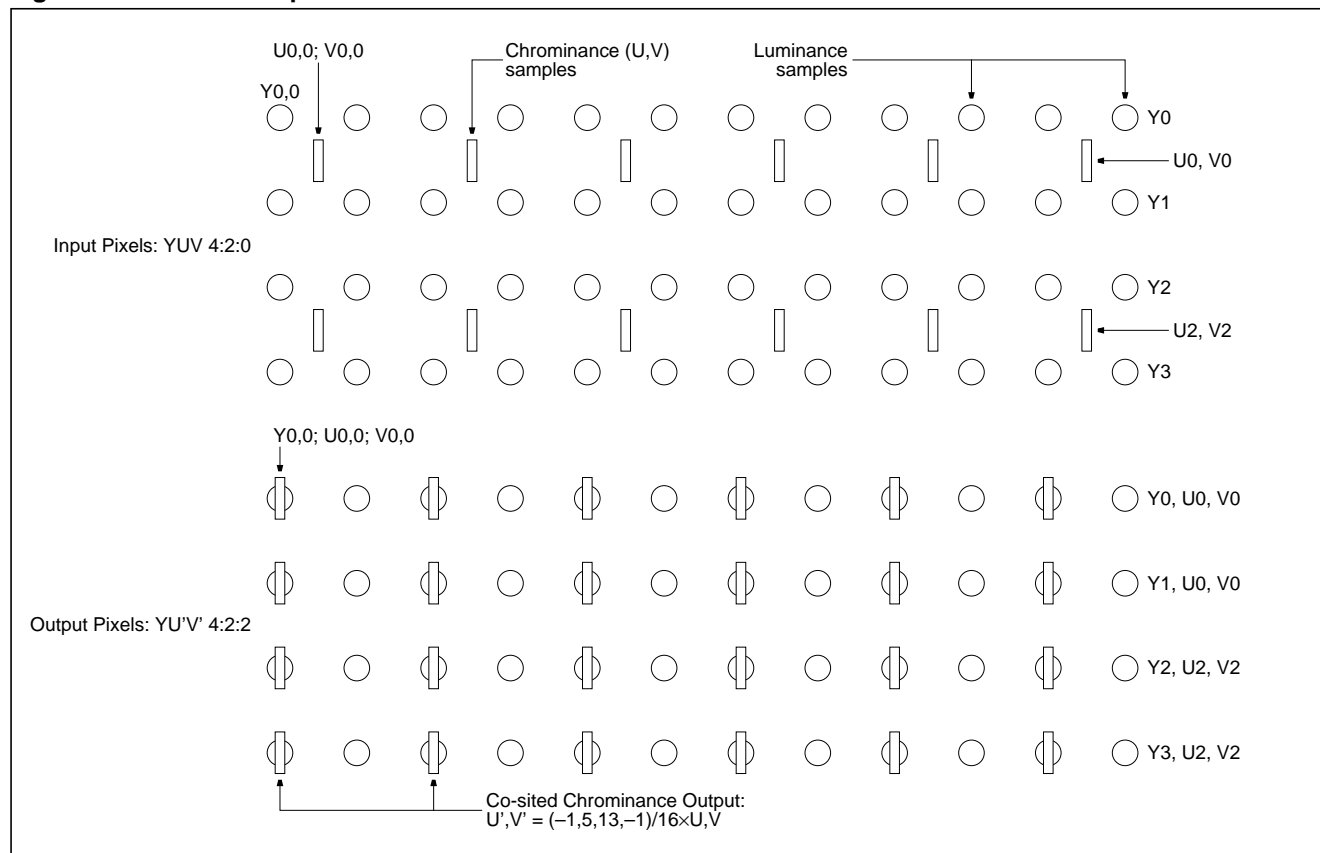 U0,0; V0,0
Chrominance (U,V)
samples
Luminance
samples
Y0,0
Y0
U0, V0
Y1
Input Pixels: YUV 4:2:0
Y2
U2, V2
Y3
Y0,0; U0,0; V0,0
Y0, U0, V0
Y1, U0, V0
Output Pixels: YU'V' 4:2:2
Y2, U2, V2
Y3, U2, V2
Co-sited Chrominance Output:
U',V' = (–1,5,13,–1)/16×U,V